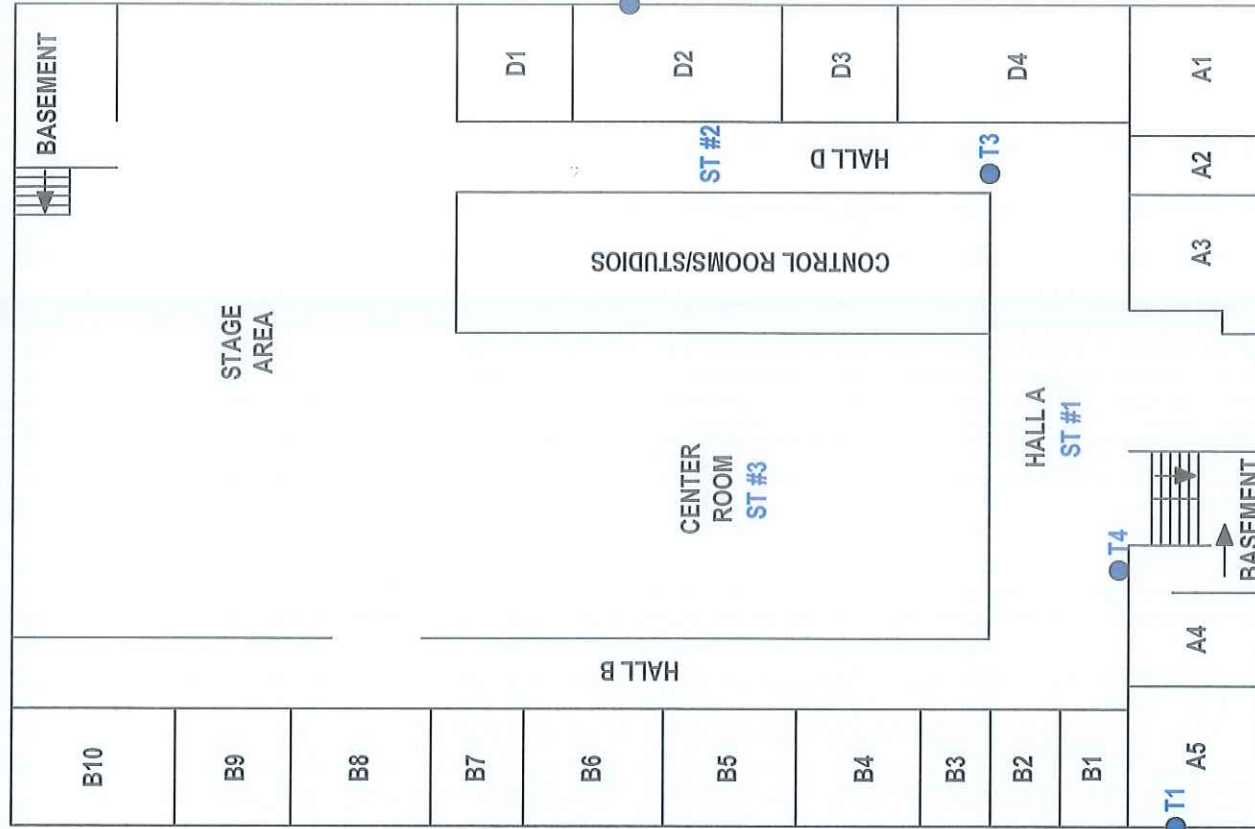 BASEMENT
D1
D2
D3
D4
A1
ST #2
HALL D
T3
A2
CONTROL ROOMS/STUDIOS
A3
STAGE
AREA
CENTER
ROOM
ST #3
HALL A
ST #1
T4
BASEMENT
HALL B
A4
B10
B9
B8
B7
B6
B5
B4
B3
B2
B1
A5
T1